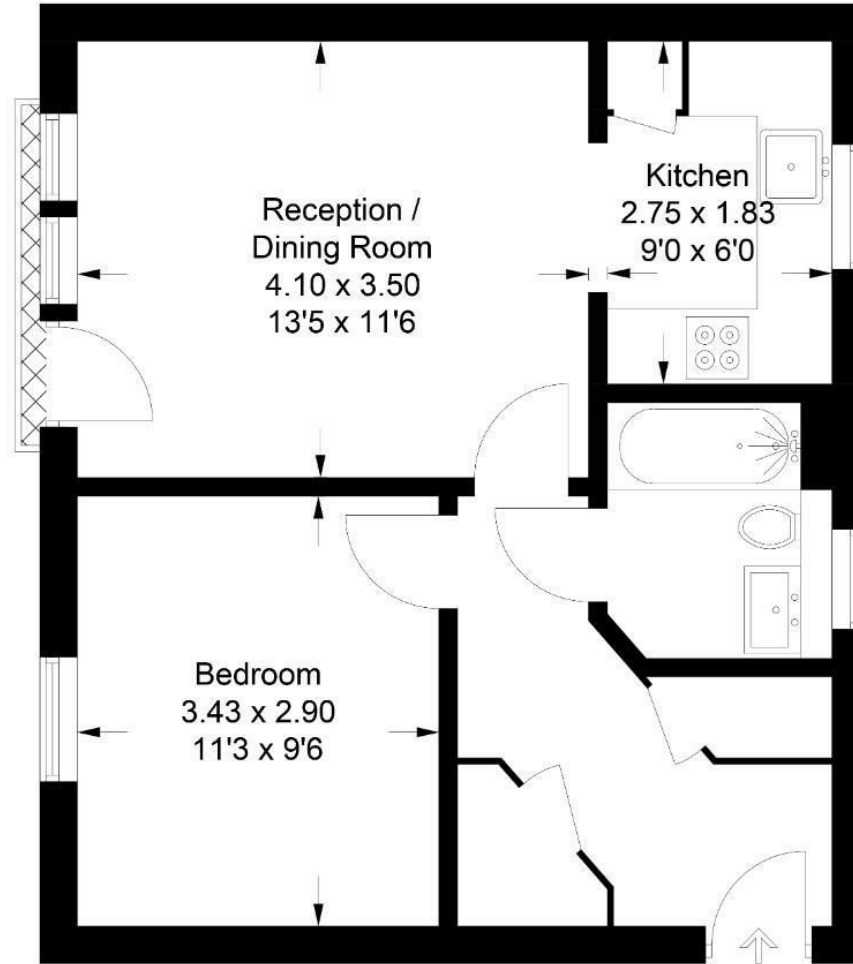 Reception /
Dining Room
4.10 x 3.50
13'5 x 11'6
Kitchen
2.75 x 1.83
9'0 x 6'0
Bedroom
3.43 x 2.90
11'3 x 9'6